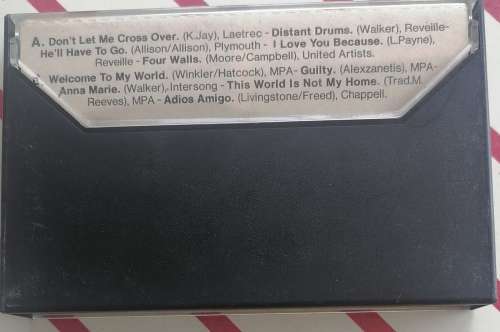 A. Don't Let Me Cross Over. (K.Jay), Laetrec - Distant Drums. (Walker), Reveille-
He'll Have To Go. (Allison/Allison), Plymouth - I Love You Because. (L.Payne),
Reveille - Four Walls. (Moore/Campbell), United Artists.
Welcome To My World. (Winkler/Hatcock), MPA- Guilty. (Alexzanetis), MPA-
Anna Marie. (Walker), Intersong - This World Is Not My Home. (Trad.M.
Reeves), MPA - Adios Amigo. (Livingstone/Freed), Chappell.